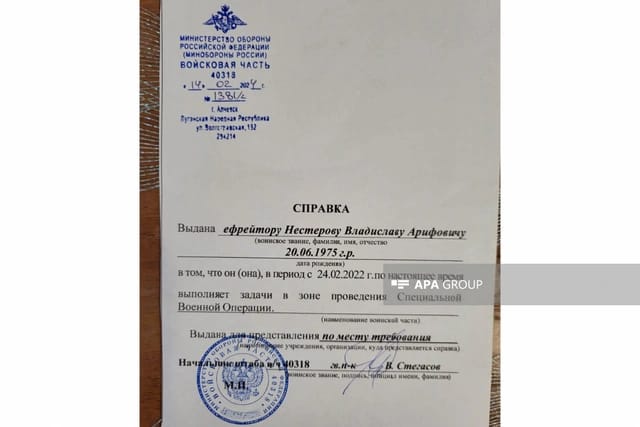 МИНИСТЕРСТВО ОБОРОНЫ
РОССИЙСКОЙ ФЕДЕРАЦИИ
(МИНОБОРОНЫ РОССИИ)
ВОЙСКОВАЯ ЧАСТЬ
40318
« 14 » 02 2024 г.
№ 1381/2
г. Алчевск
Луганская Народная Республика
ул. Волгоградская, 192
294214
СПРАВКА
Выдана ефрейтору Нестерову Владиславу Арифовичу
(воинское звание, фамилия, имя, отчество
20.06.1975 г.р.
дата рождения)
в том, что он (она), в период с 24.02.2022 г. по настоящее время
выполняет задачи в зоне проведения Специальной
Военной Операции.
(наименование воинской части)
Выдана для представления по месту требования
(наименование учреждения, организации, куда представляется справка)
Начальник штаба в/ч 40318 гв.п-к В. Стегасов
(воинское звание, подпись, инициал имени, фамилия)
М.П.
APA GROUP